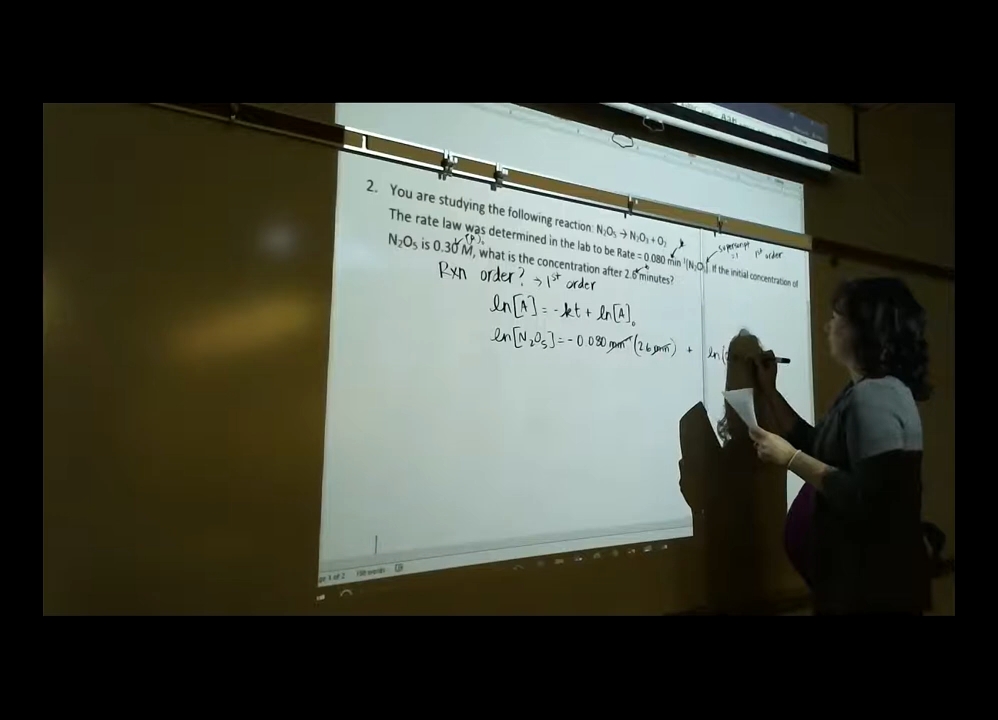 2. You are studying the following reaction: N₂O₅ → N₂O₃ + O₂
The rate law was determined in the lab to be Rate = 0.080 min⁻¹[N₂O₅]. If the initial concentration of
N₂O₅ is 0.30 M, what is the concentration after 2.6 minutes?
k
superscript
=1
1st order
Rxn order? → 1st order
ln[A] = -kt + ln[A]₀
ln[N₂O₅] = -0.080 min⁻¹ (2.6 min) + ln(